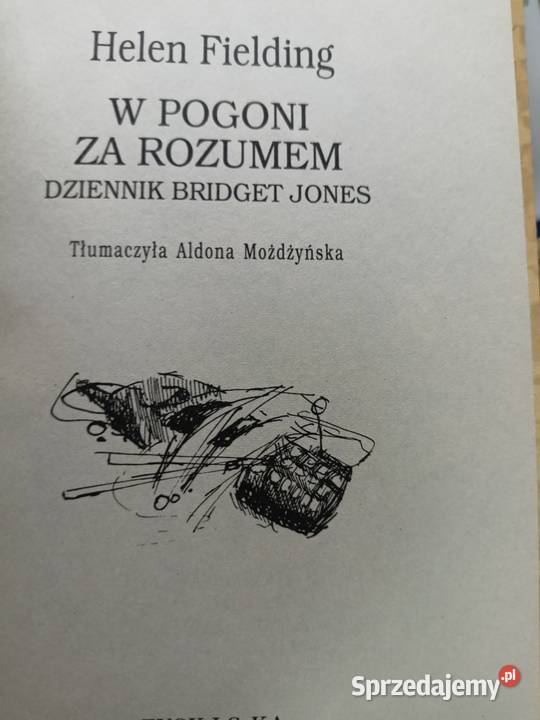 Helen Fielding
W POGONI
ZA ROZUMEM
DZIENNIK BRIDGET JONES
Tłumaczyła Aldona Możdżyńska
Sprzedajemy.pl